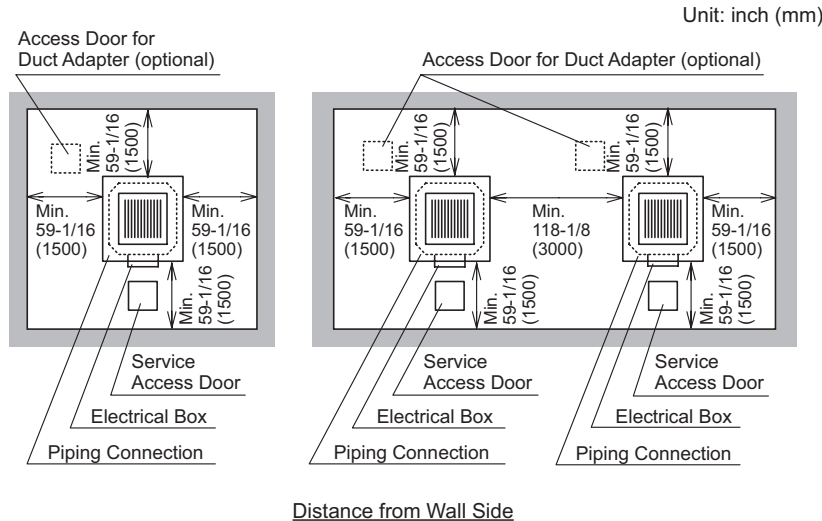 Unit: inch (mm)
Access Door for
Duct Adapter (optional)
Access Door for Duct Adapter (optional)
Min.
59-1/16
(1500)
Min.
59-1/16
(1500)
Min.
59-1/16
(1500)
Min.
59-1/16
(1500)
Service
Access Door
Electrical Box
Piping Connection
Min.
59-1/16
(1500)
Min.
59-1/16
(1500)
Min.
59-1/16
(1500)
Min.
118-1/8
(3000)
Min.
59-1/16
(1500)
Min.
59-1/16
(1500)
Min.
59-1/16
(1500)
Service
Access Door
Electrical Box
Piping Connection
Service
Access Door
Electrical Box
Piping Connection
Distance from Wall Side